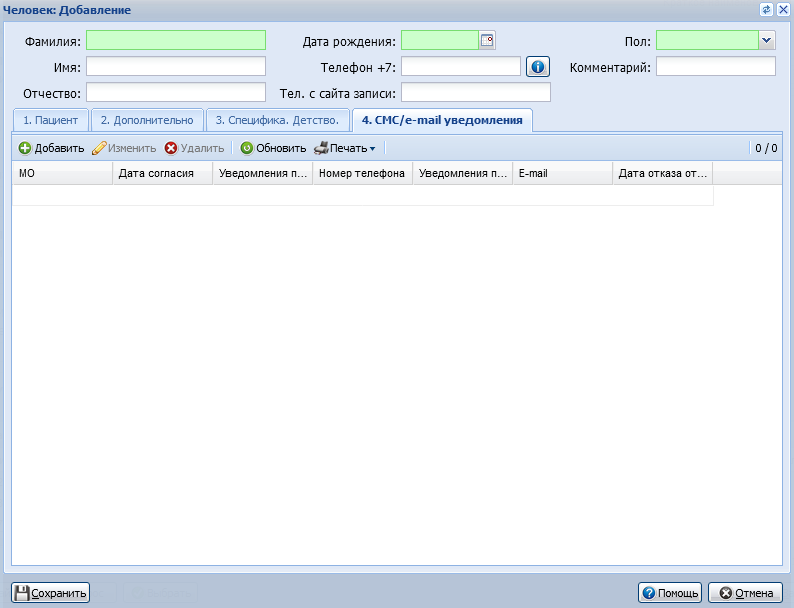 Человек: Добавление
Фамилия: Дата рождения: Пол:
Имя: Телефон +7: Комментарий:
Отчество: Тел. с сайта записи:
1. Пациент 2. Дополнительно 3. Специфика. Детство. 4. СМС/e-mail уведомления
Добавить Изменить Удалить Обновить Печать 0 / 0
МО Дата согласия Уведомления п... Номер телефона Уведомления п... E-mail Дата отказа от...
Сохранить Помощь Отмена